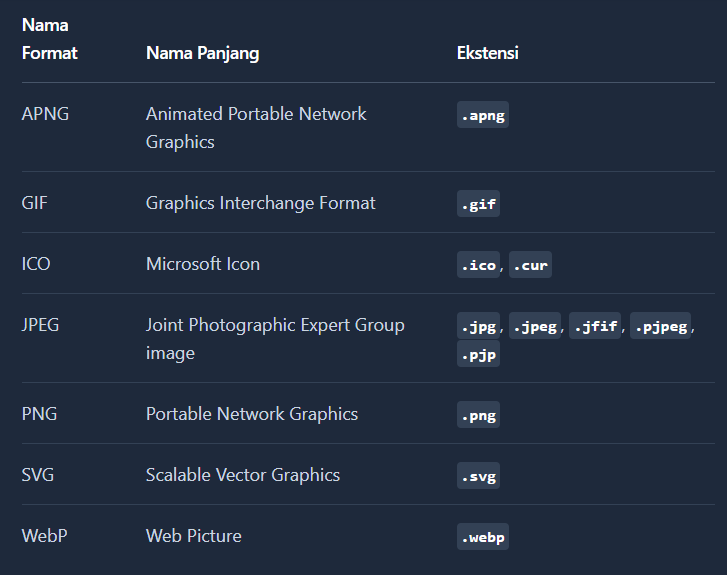 Nama
Format Nama Panjang Ekstensi
APNG Animated Portable Network .apng
Graphics
GIF Graphics Interchange Format .gif
ICO Microsoft Icon .ico, .cur
JPEG Joint Photographic Expert Group .jpg, .jpeg, .jfif, .pjpeg,
image .pjp
PNG Portable Network Graphics .png
SVG Scalable Vector Graphics .svg
WebP Web Picture .webp